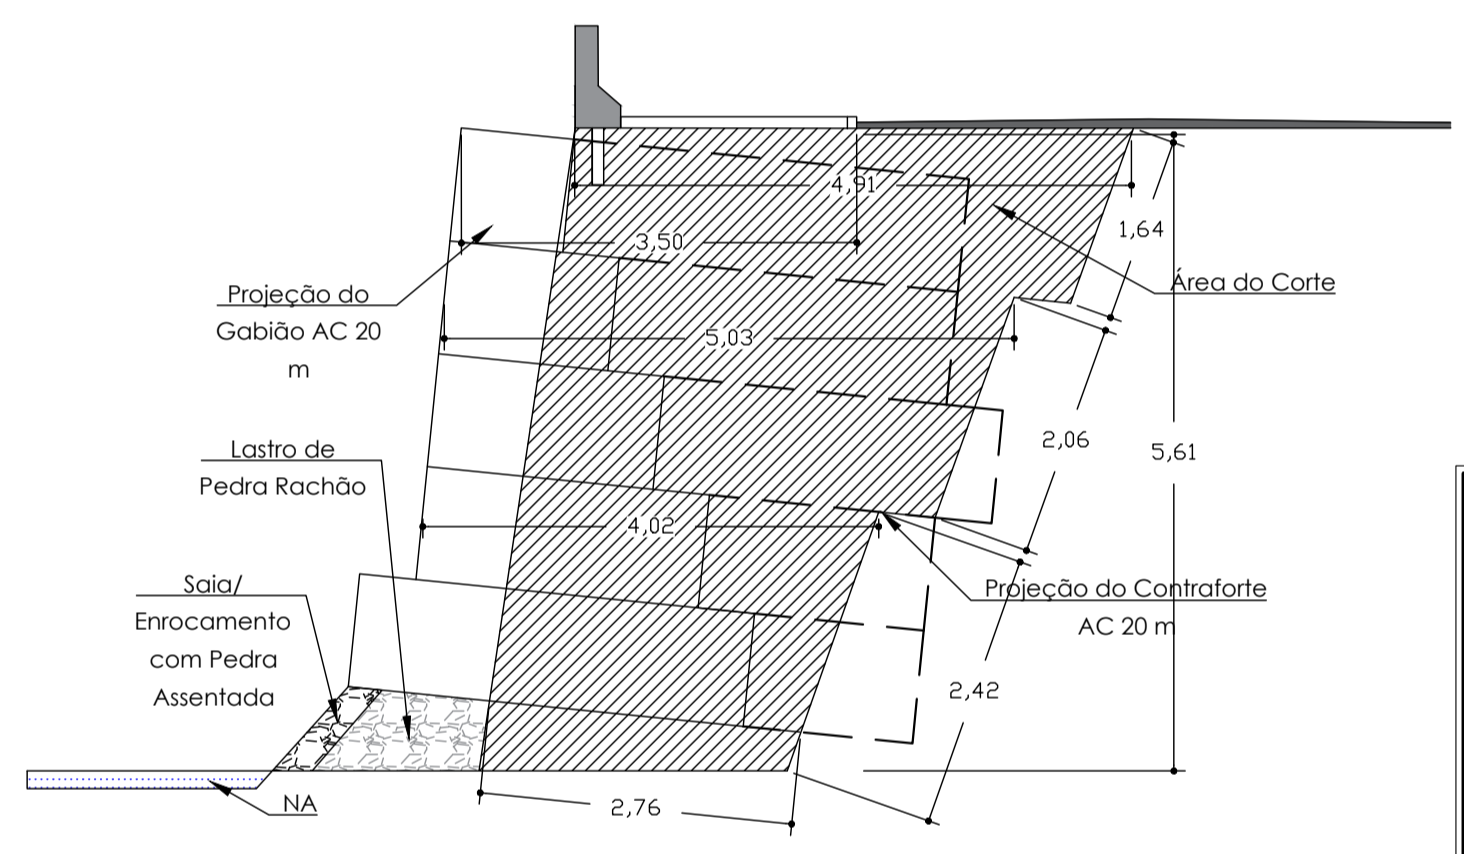 4,91
1,64
3,50
Projeção do
Gabião AC 20
m
Área do Corte
5,03
2,06
5,61
Lastro de
Pedra Rachão
4,02
Saia/
Enrocamento
com Pedra
Assentada
Projeção do Contraforte
AC 20 m
2,42
NA
2,76